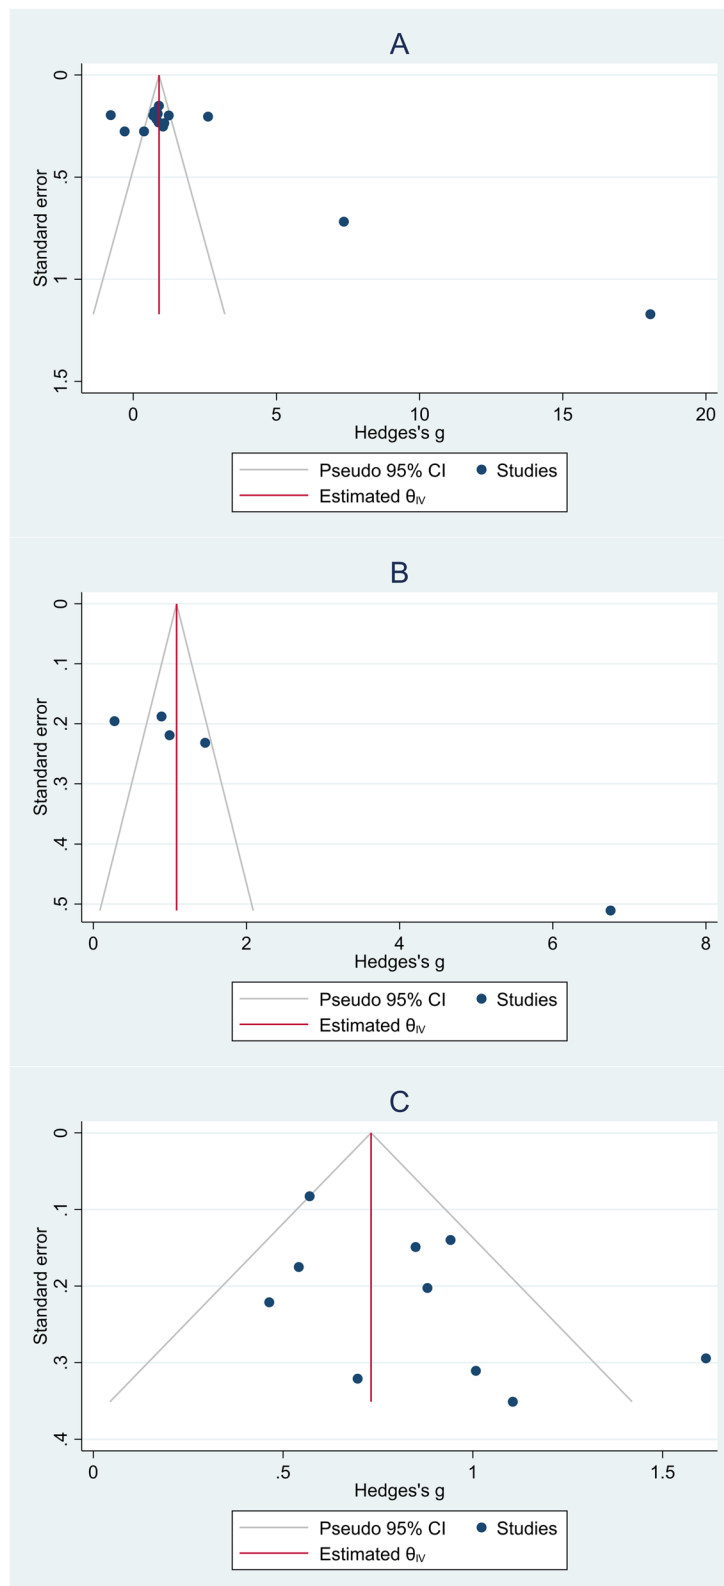 A
0
.5
1
1.5
Standard error
0 5 10 15 20
Hedges's g
Pseudo 95% CI Studies
Estimated θIV
B
0
.1
.2
.3
.4
.5
Standard error
0 2 4 6 8
Hedges's g
Pseudo 95% CI Studies
Estimated θIV
C
0
.1
.2
.3
.4
Standard error
0 .5 1 1.5
Hedges's g
Pseudo 95% CI Studies
Estimated θIV